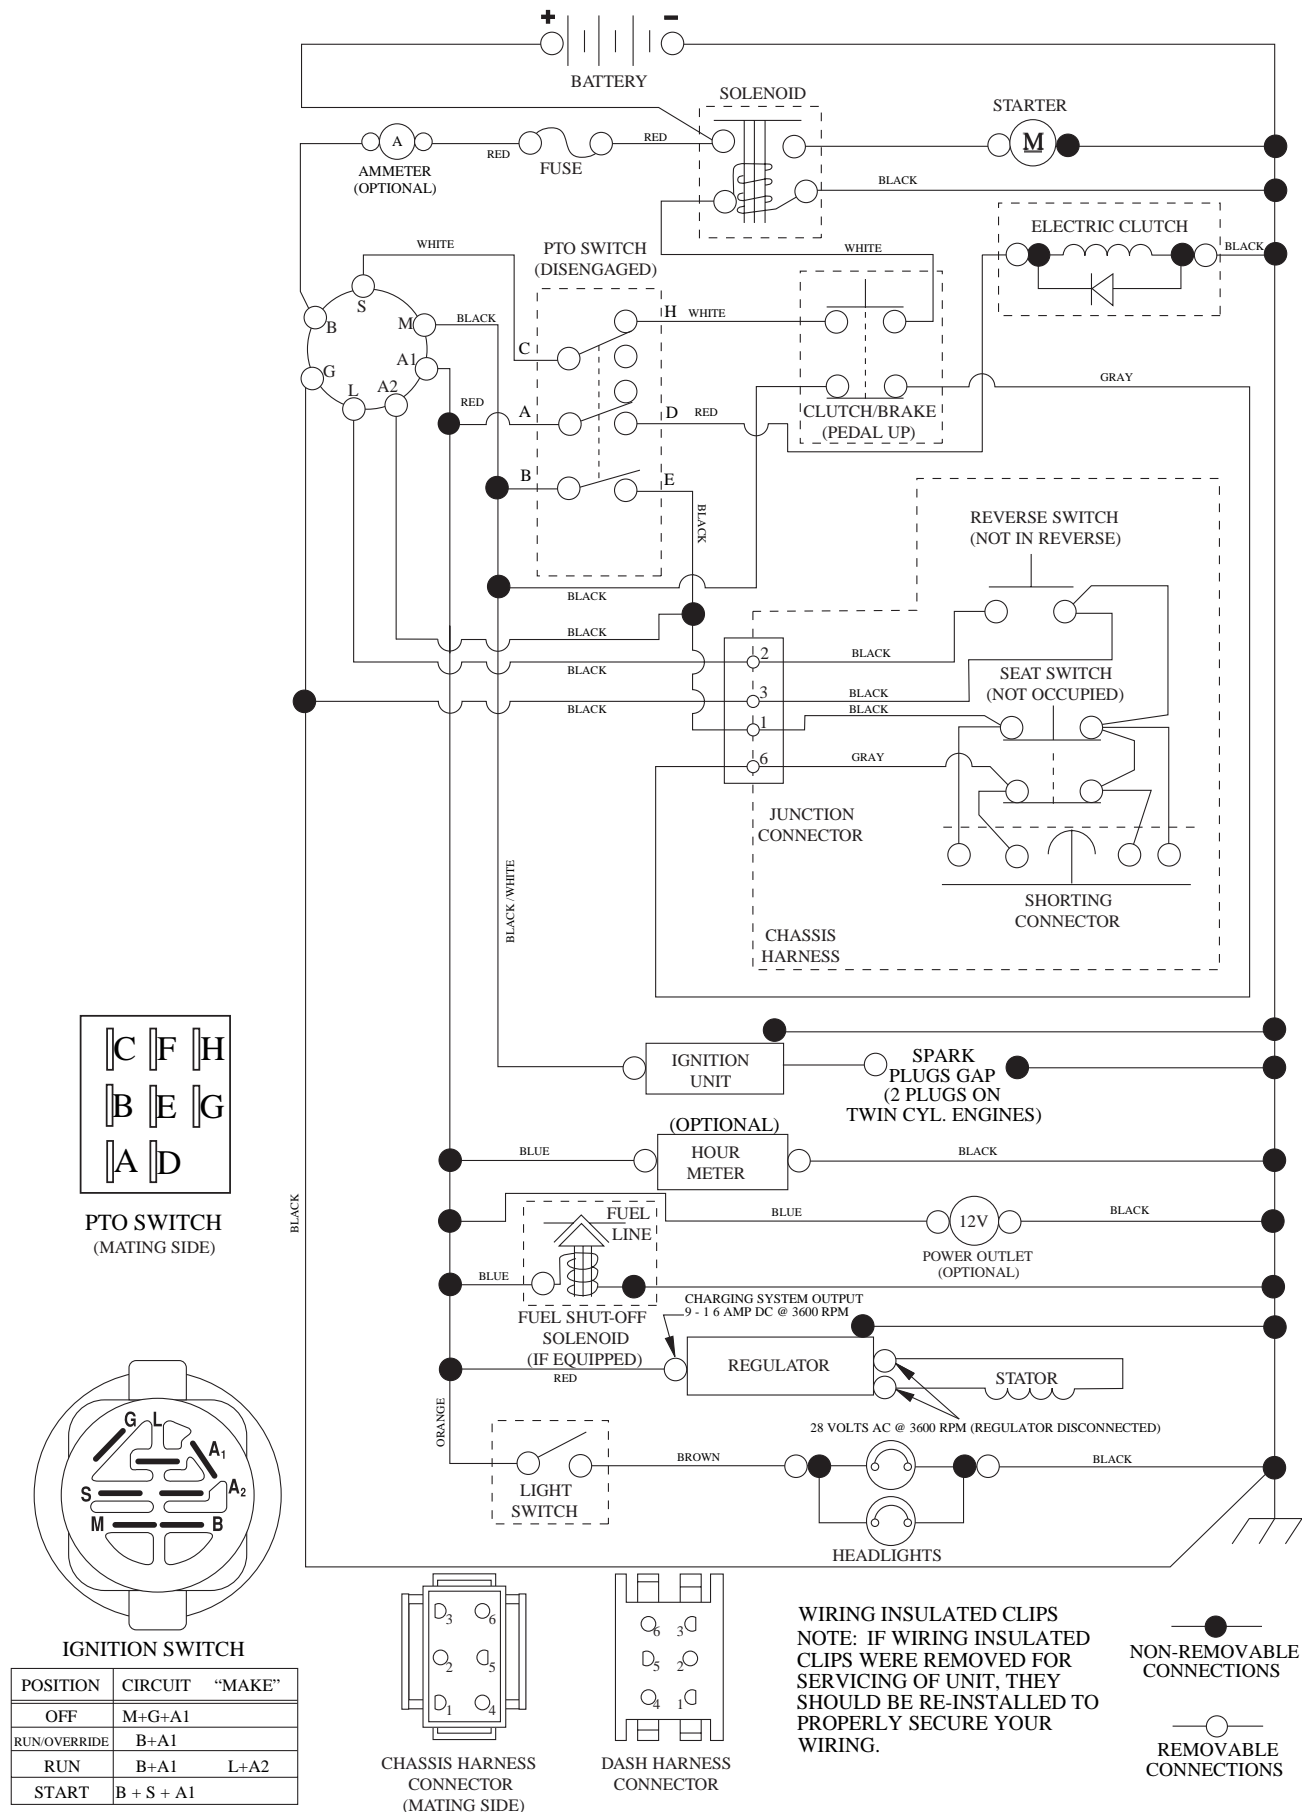 + −
BATTERY
SOLENOID
STARTER
A
RED
FUSE
RED
M
AMMETER
(OPTIONAL)
BLACK
ELECTRIC CLUTCH
BLACK
WHITE
PTO SWITCH
(DISENGAGED)
WHITE
S
B
M
BLACK
H WHITE
C
A1
G
L A2
RED
A
D RED
GRAY
CLUTCH/BRAKE
(PEDAL UP)
B
E
BLACK
REVERSE SWITCH
(NOT IN REVERSE)
BLACK
BLACK
BLACK
2
BLACK
SEAT SWITCH
(NOT OCCUPIED)
3
BLACK
BLACK
BLACK
1
6
GRAY
JUNCTION
CONNECTOR
BLACK /WHITE
SHORTING
CONNECTOR
CHASSIS
HARNESS
C F H
B E G
A D
PTO SWITCH
(MATING SIDE)
IGNITION
UNIT
SPARK
PLUGS GAP
(2 PLUGS ON
TWIN CYL. ENGINES)
(OPTIONAL)
BLUE
HOUR
METER
BLACK
BLACK
FUEL
LINE
BLUE
12V
BLACK
POWER OUTLET
(OPTIONAL)
BLUE
FUEL SHUT-OFF
SOLENOID
(IF EQUIPPED)
CHARGING SYSTEM OUTPUT
9 - 1 6 AMP DC @ 3600 RPM
REGULATOR
RED
STATOR
28 VOLTS AC @ 3600 RPM (REGULATOR DISCONNECTED)
ORANGE
BROWN
BLACK
LIGHT
SWITCH
HEADLIGHTS
G L
A1
S
A2
M
B
IGNITION SWITCH
POSITION CIRCUIT “MAKE”
OFF M+G+A1
RUN/OVERRIDE B+A1
RUN B+A1 L+A2
START B + S + A1
3 6
2 5
1 4
CHASSIS HARNESS
CONNECTOR
(MATING SIDE)
6 3
5 2
4 1
DASH HARNESS
CONNECTOR
WIRING INSULATED CLIPS
NOTE: IF WIRING INSULATED
CLIPS WERE REMOVED FOR
SERVICING OF UNIT, THEY
SHOULD BE RE-INSTALLED TO
PROPERLY SECURE YOUR
WIRING.
NON-REMOVABLE
CONNECTIONS
REMOVABLE
CONNECTIONS